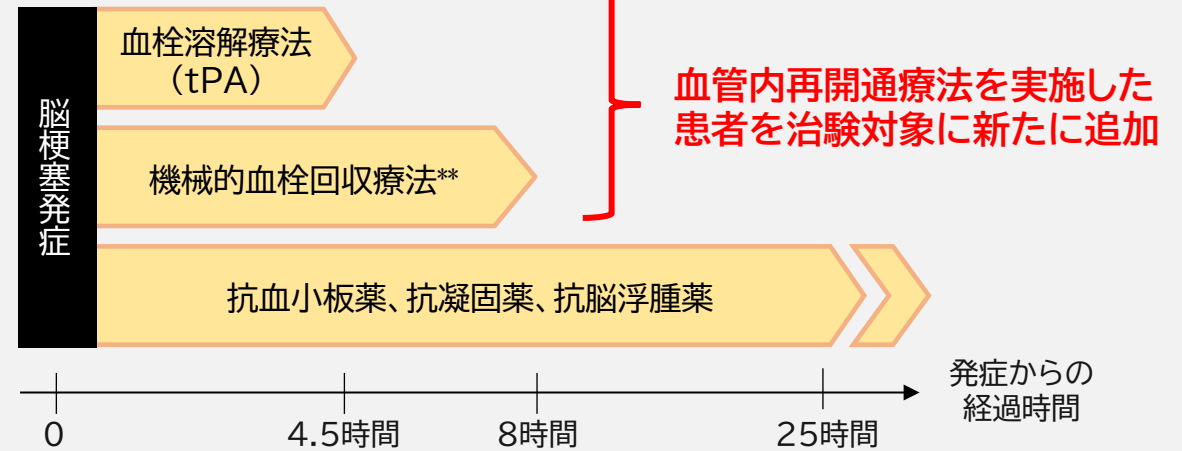 血栓溶解療法
（tPA）
血管内再開通療法を実施した
患者を治験対象に新たに追加
脳梗塞発症
機械的血栓回収療法**
抗血小板薬、抗凝固薬、抗脳浮腫薬
発症からの
経過時間
0
4.5時間
8時間
25時間